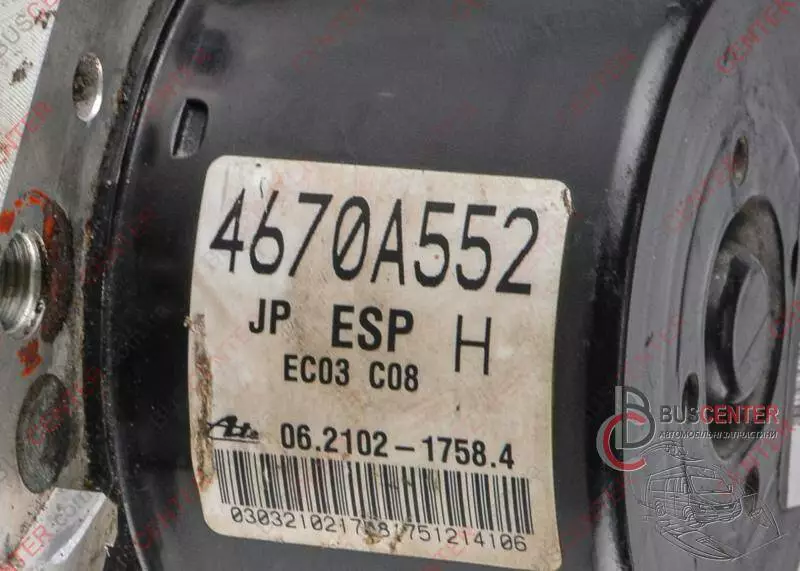 4670A552
JP ESP H
EC03 C08
Ate 06.2102-1758.4
BUSCENTER
АВТОМОБІЛЬНІ ЗАПЧАСТИНИ